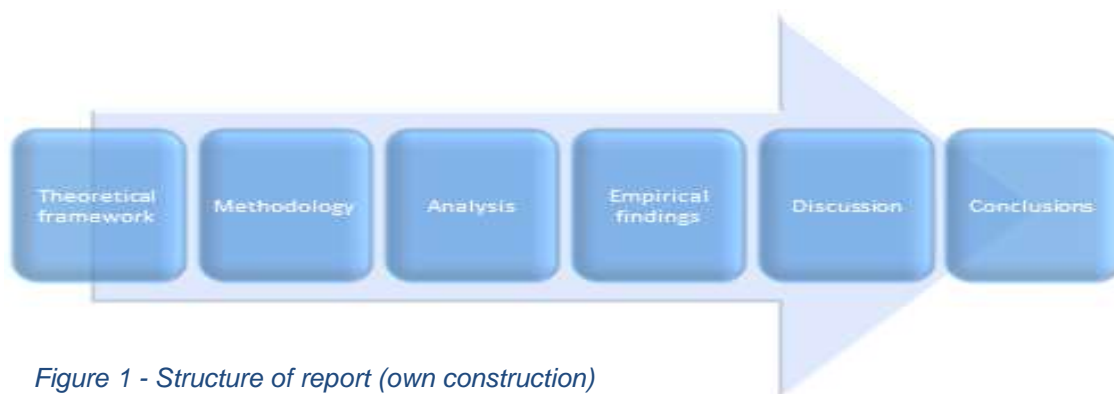 Theoretical
framework
Methodology
Analysis
Empirical
findings
Discussion
Conclusions
Figure 1 - Structure of report (own construction)